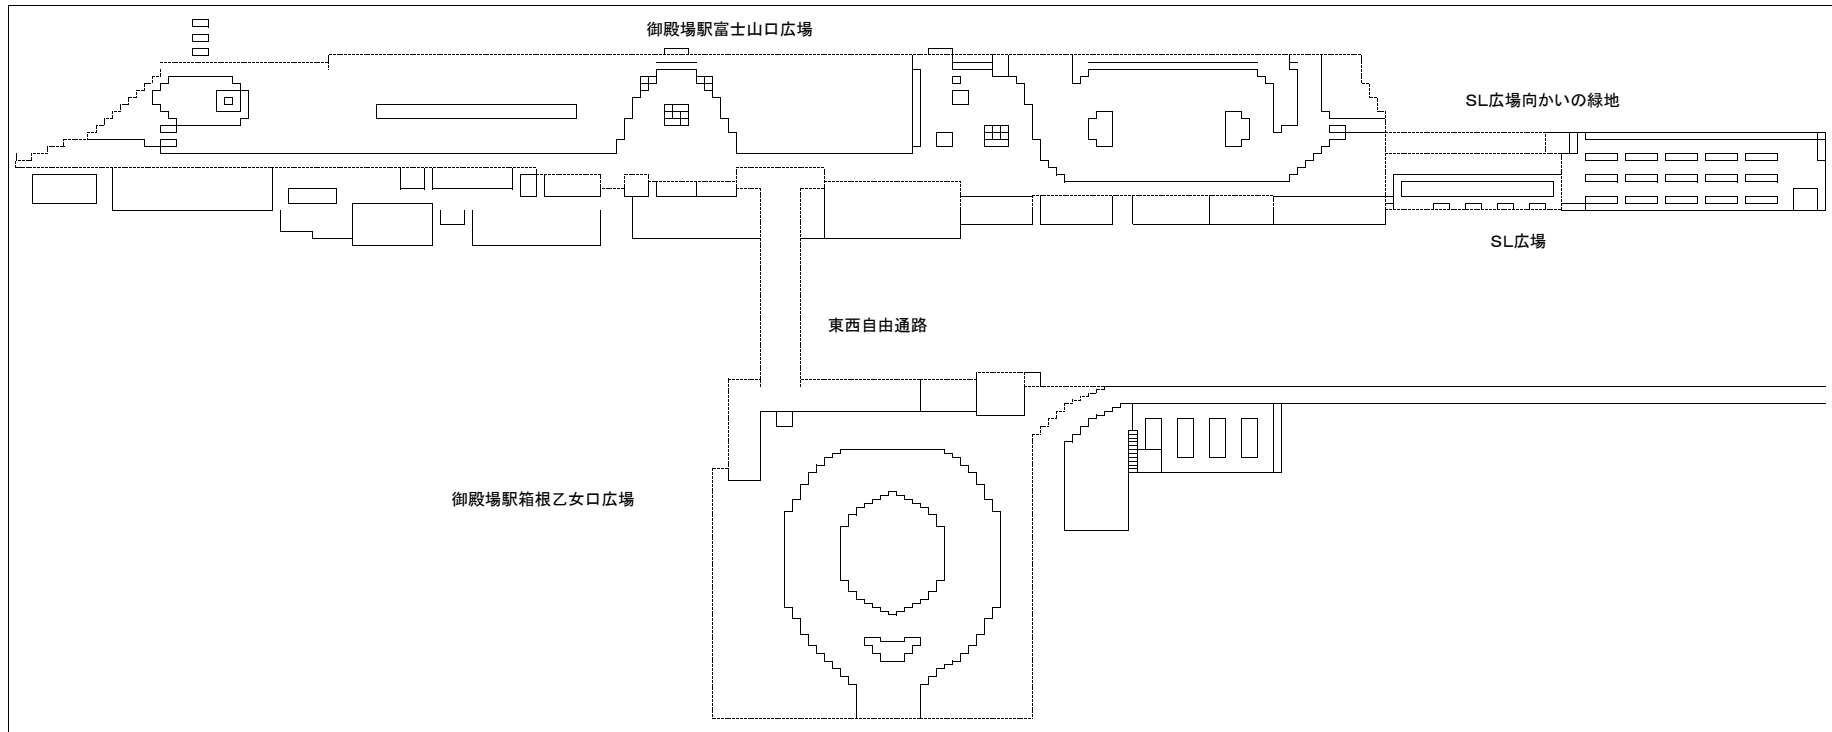 御殿場駅富士山口広場
SL広場向かいの緑地
SL広場
東西自由通路
御殿場駅箱根乙女口広場